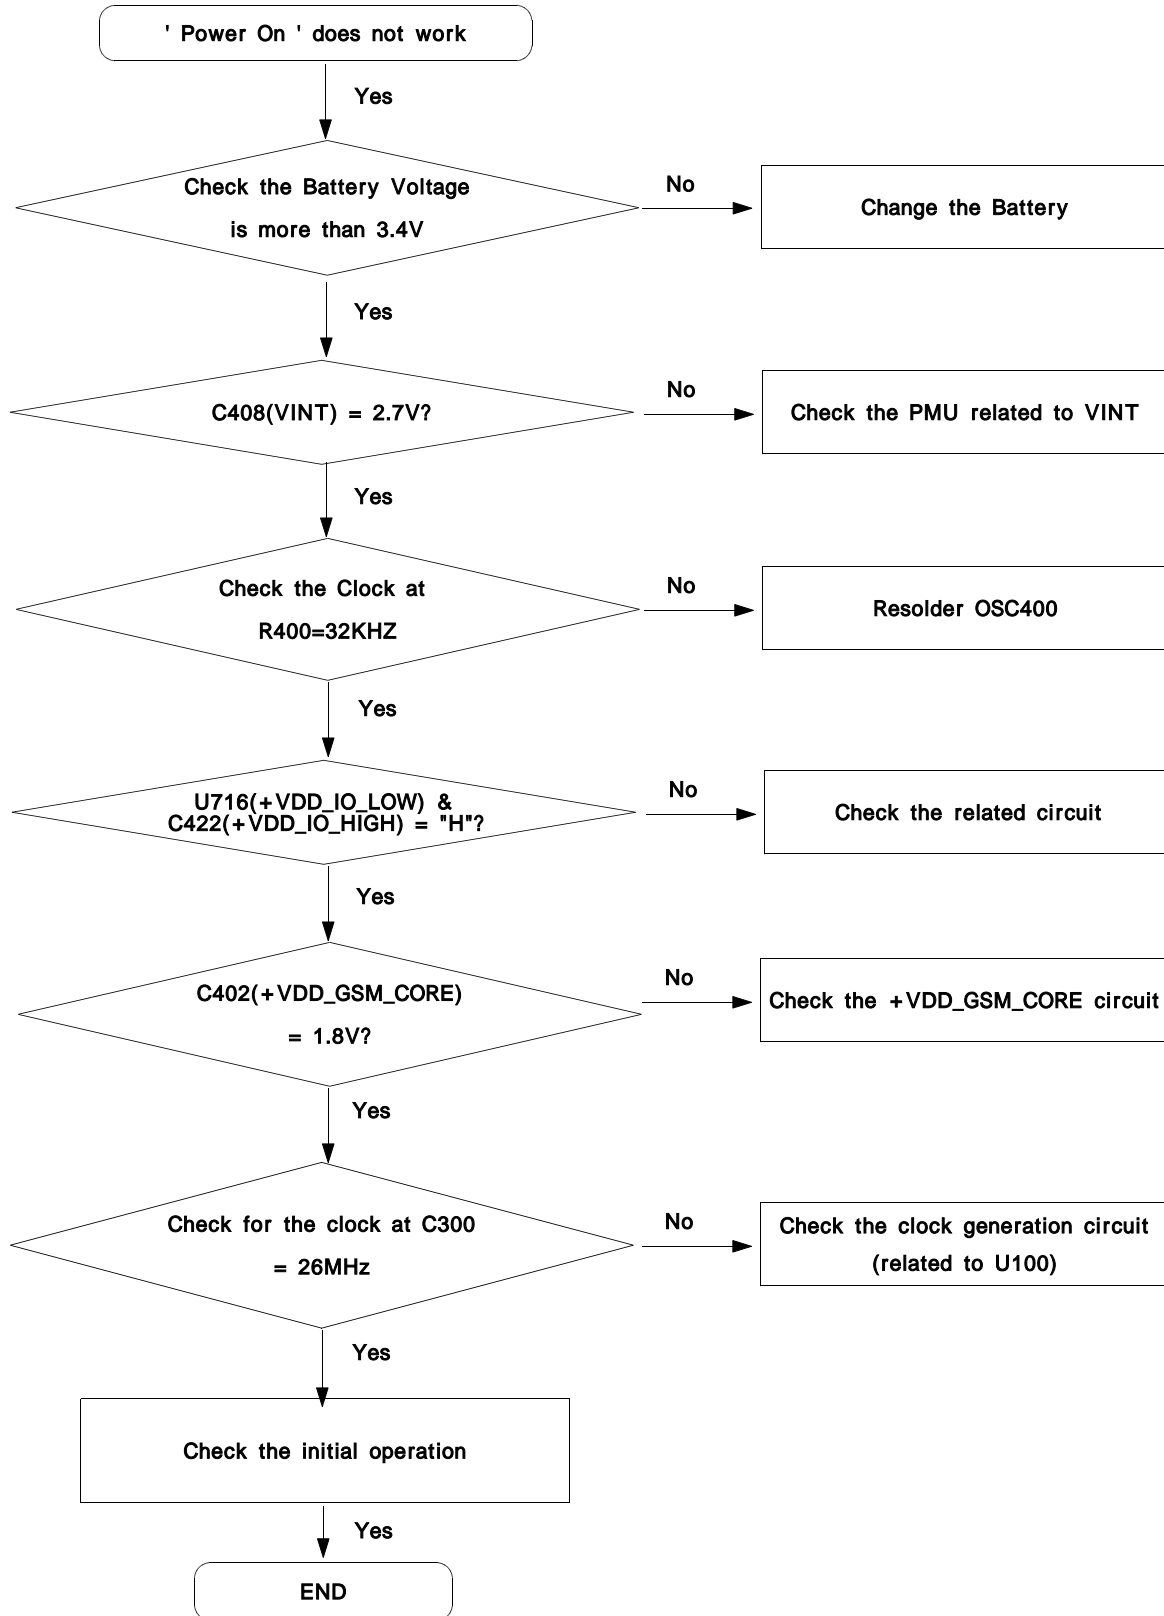 ' Power On ' does not work
Yes
Check the Battery Voltage
is more than 3.4V
No
Change the Battery
Yes
C408(VINT) = 2.7V?
No
Check the PMU related to VINT
Yes
Check the Clock at
R400=32KHZ
No
Resolder OSC400
Yes
U716(+VDD_IO_LOW) &
C422(+VDD_IO_HIGH) = "H"?
No
Check the related circuit
Yes
C402(+VDD_GSM_CORE)
= 1.8V?
No
Check the +VDD_GSM_CORE circuit
Yes
Check for the clock at C300
= 26MHz
No
Check the clock generation circuit
(related to U100)
Yes
Check the initial operation
Yes
END